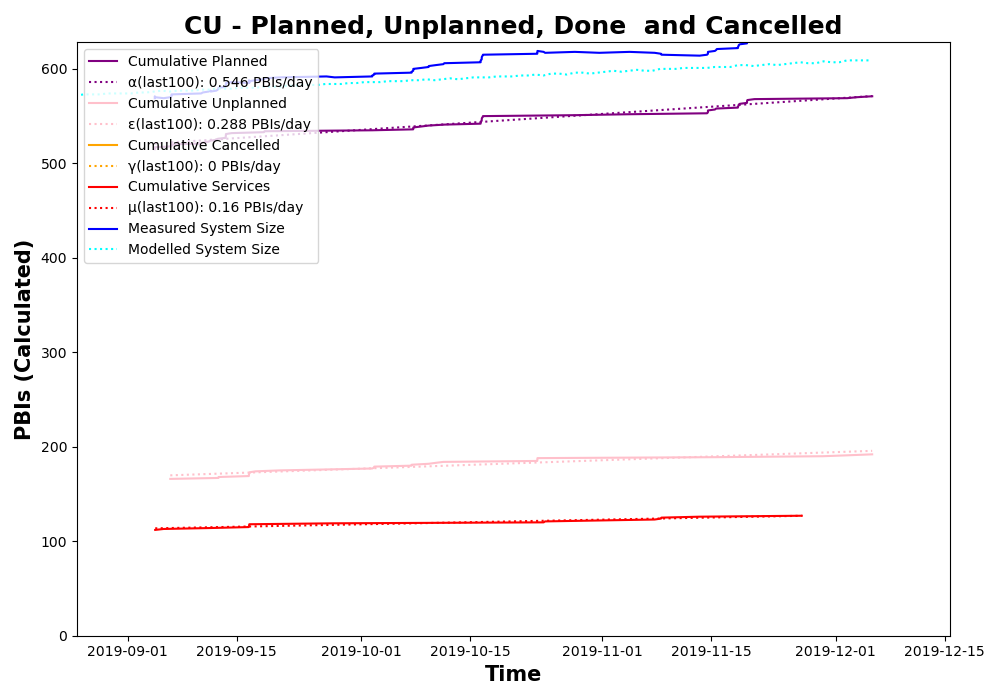 CU - Planned, Unplanned, Done  and Cancelled
Cumulative Planned
α(last100): 0.546 PBIs/day
Cumulative Unplanned
ε(last100): 0.288 PBIs/day
Cumulative Cancelled
γ(last100): 0 PBIs/day
Cumulative Services
μ(last100): 0.16 PBIs/day
Measured System Size
Modelled System Size
PBIs (Calculated)
600
500
400
300
200
100
0
2019-09-01 2019-09-15 2019-10-01 2019-10-15 2019-11-01 2019-11-15 2019-12-01 2019-12-15
Time